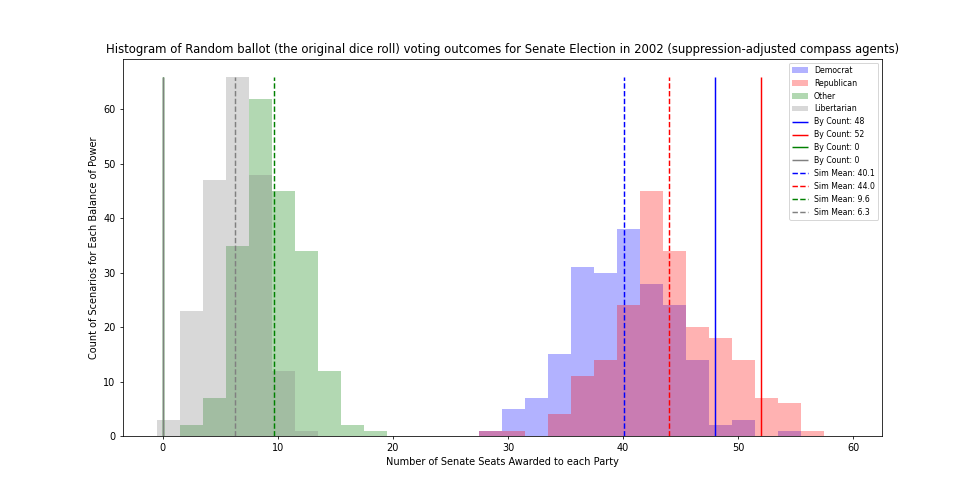 Histogram of Random ballot (the original dice roll) voting outcomes for Senate Election in 2002 (suppression-adjusted compass agents)
Democrat
Republican
Other
Libertarian
By Count: 48
By Count: 52
By Count: 0
By Count: 0
Sim Mean: 40.1
Sim Mean: 44.0
Sim Mean: 9.6
Sim Mean: 6.3
Count of Scenarios for Each Balance of Power
60
50
40
30
20
10
0
0 10 20 30 40 50 60
Number of Senate Seats Awarded to each Party